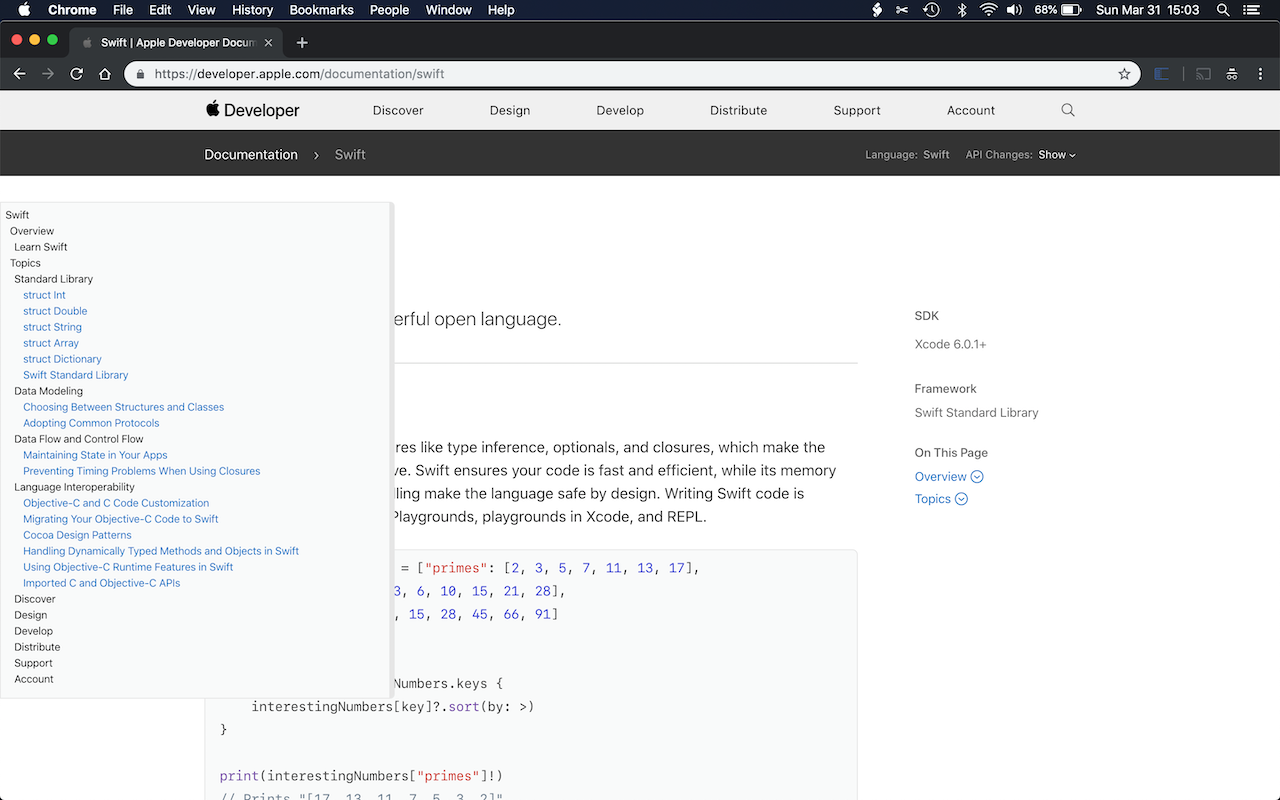 Chrome File Edit View History Bookmarks People Window Help 68% Sun Mar 31 15:03
Swift | Apple Developer Docum
https://developer.apple.com/documentation/swift
Developer Discover Design Develop Distribute Support Account
Documentation › Swift Language: Swift API Changes: Show
Swift
Overview
Learn Swift
Topics
Standard Library
struct Int
struct Double
struct String
struct Array
struct Dictionary
Swift Standard Library
Data Modeling
Choosing Between Structures and Classes
Adopting Common Protocols
Data Flow and Control Flow
Maintaining State in Your Apps
Preventing Timing Problems When Using Closures
Language Interoperability
Objective-C and C Code Customization
Migrating Your Objective-C Code to Swift
Cocoa Design Patterns
Handling Dynamically Typed Methods and Objects in Swift
Using Objective-C Runtime Features in Swift
Imported C and Objective-C APIs
Discover
Design
Develop
Distribute
Support
Account
erful open language.
res like type inference, optionals, and closures, which make the
ve. Swift ensures your code is fast and efficient, while its memory
lling make the language safe by design. Writing Swift code is
Playgrounds, playgrounds in Xcode, and REPL.
= ["primes": [2, 3, 5, 7, 11, 13, 17],
3, 6, 10, 15, 21, 28],
, 15, 28, 45, 66, 91]
Numbers.keys {
interestingNumbers[key]?.sort(by: >)
}
print(interestingNumbers["primes"]!)
// Prints "[17, 13, 11, 7, 5, 3, 2]"
SDK
Xcode 6.0.1+
Framework
Swift Standard Library
On This Page
Overview
Topics